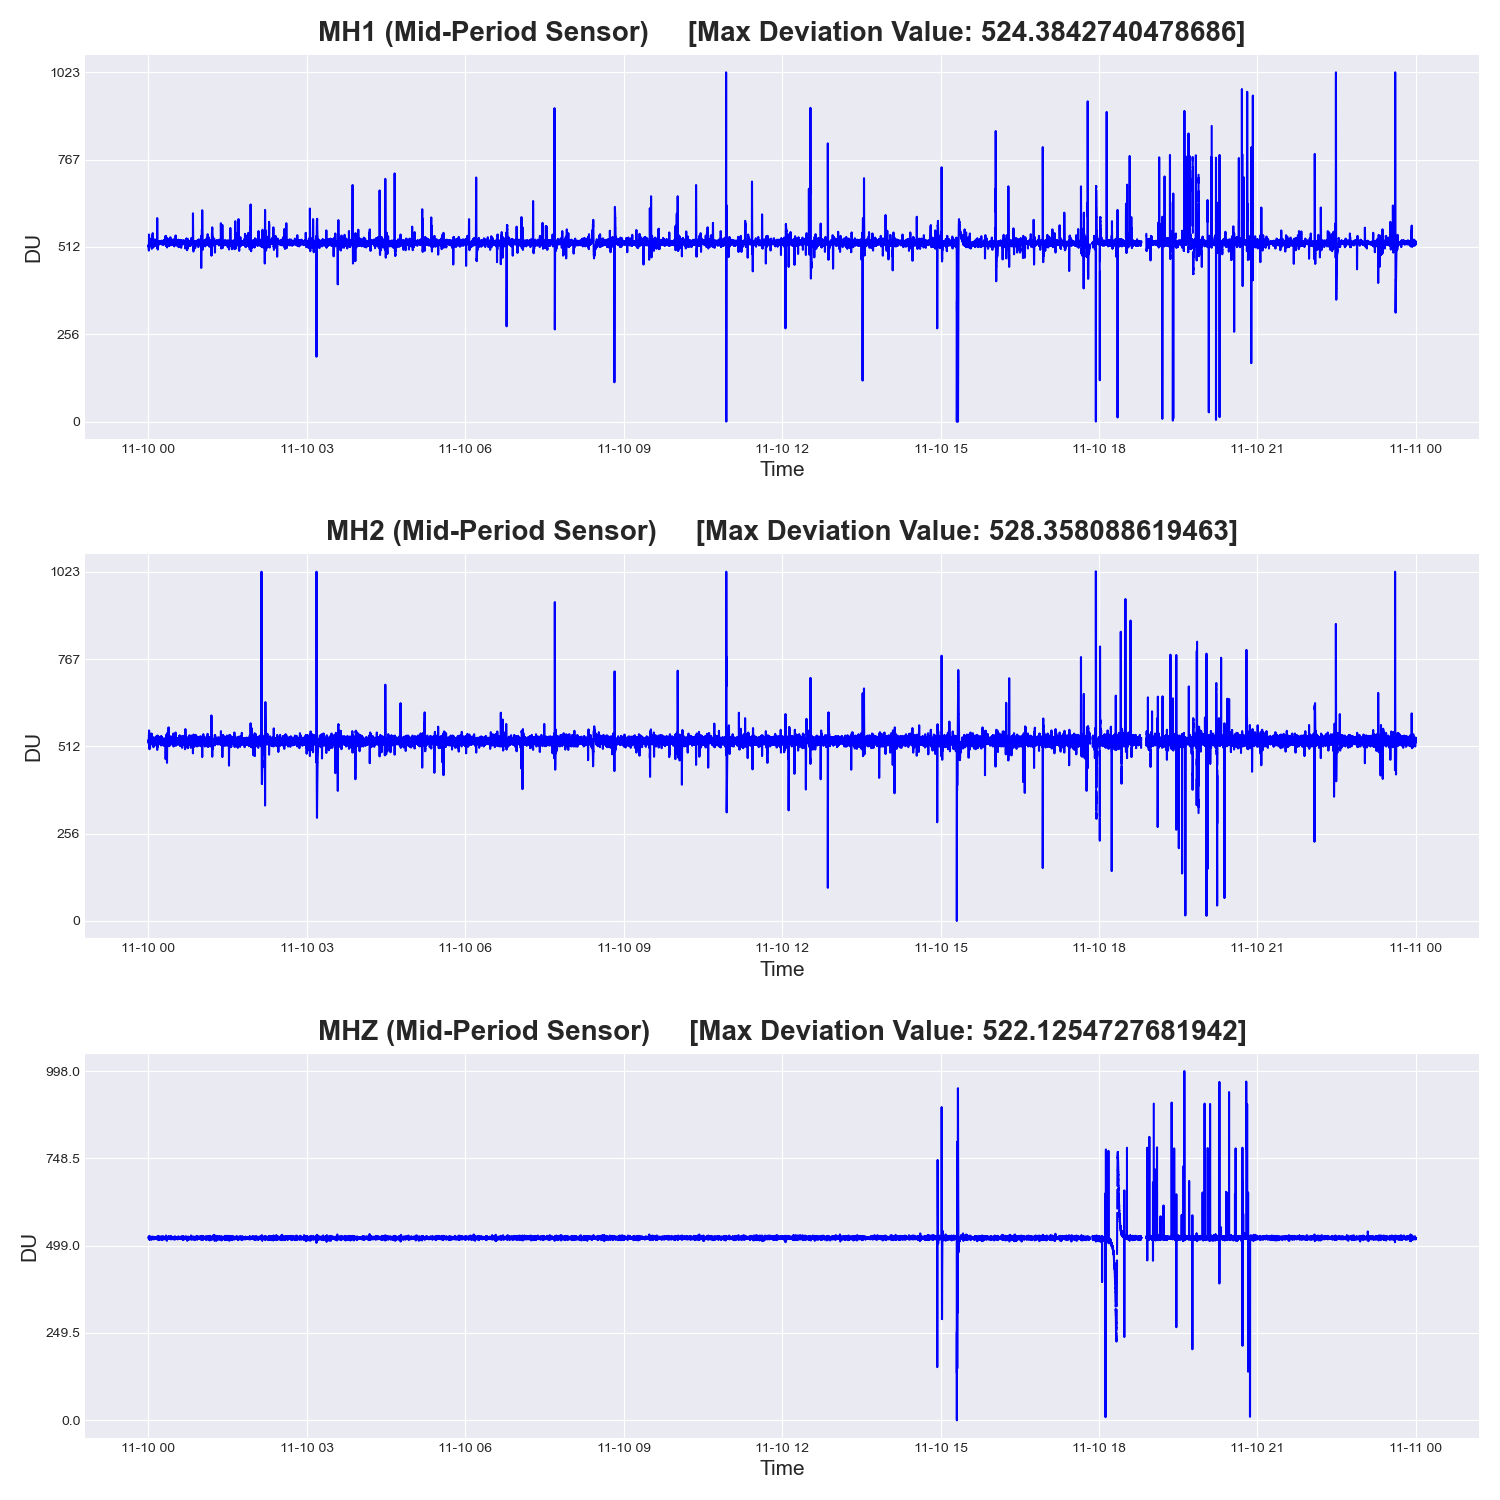 MH1 (Mid-Period Sensor) [Max Deviation Value: 524.3842740478686]
1023
767
512
256
0
DU
11-10 00 11-10 03 11-10 06 11-10 09 11-10 12 11-10 15 11-10 18 11-10 21 11-11 00
Time
MH2 (Mid-Period Sensor) [Max Deviation Value: 528.358088619463]
1023
767
512
256
0
DU
11-10 00 11-10 03 11-10 06 11-10 09 11-10 12 11-10 15 11-10 18 11-10 21 11-11 00
Time
MHZ (Mid-Period Sensor) [Max Deviation Value: 522.1254727681942]
998.0
748.5
499.0
249.5
0.0
DU
11-10 00 11-10 03 11-10 06 11-10 09 11-10 12 11-10 15 11-10 18 11-10 21 11-11 00
Time